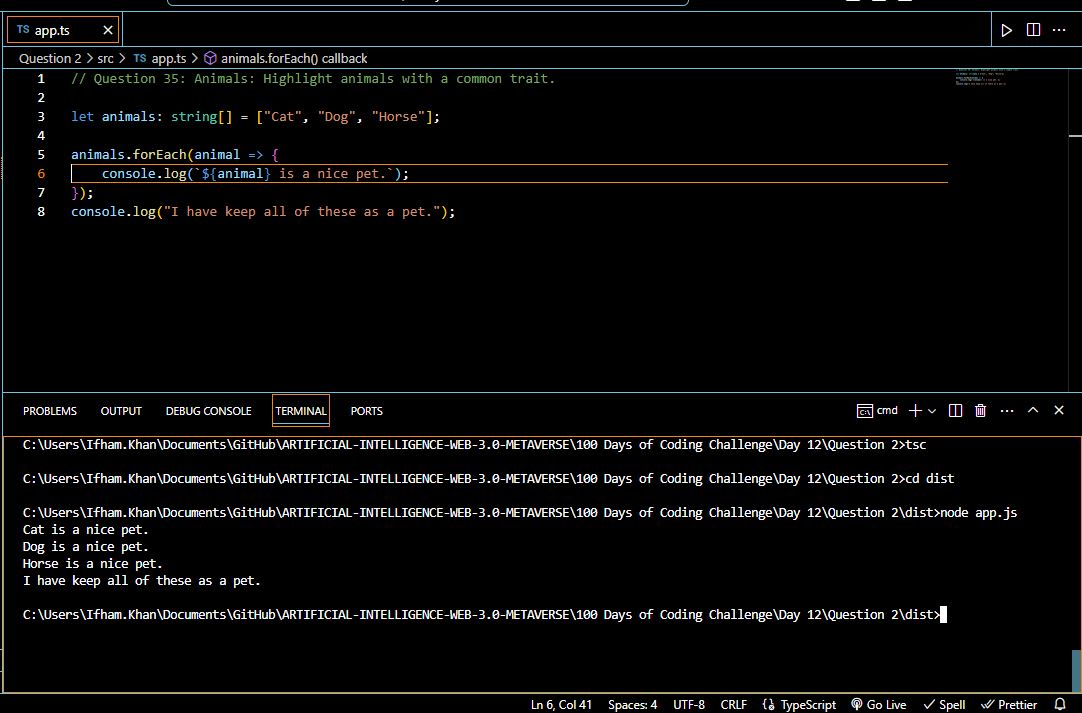 TS app.ts
Question 2 > src > TS app.ts > animals.forEach() callback
1 // Question 35: Animals: Highlight animals with a common trait.
2
3 let animals: string[] = ["Cat", "Dog", "Horse"];
4
5 animals.forEach(animal => {
6     console.log(`${animal} is a nice pet.`);
7 });
8 console.log("I have keep all of these as a pet.");
PROBLEMS OUTPUT DEBUG CONSOLE TERMINAL PORTS cmd
C:\Users\Ifham.Khan\Documents\GitHub\ARTIFICIAL-INTELLIGENCE-WEB-3.0-METAVERSE\100 Days of Coding Challenge\Day 12\Question 2>tsc
C:\Users\Ifham.Khan\Documents\GitHub\ARTIFICIAL-INTELLIGENCE-WEB-3.0-METAVERSE\100 Days of Coding Challenge\Day 12\Question 2>cd dist
C:\Users\Ifham.Khan\Documents\GitHub\ARTIFICIAL-INTELLIGENCE-WEB-3.0-METAVERSE\100 Days of Coding Challenge\Day 12\Question 2\dist>node app.js
Cat is a nice pet.
Dog is a nice pet.
Horse is a nice pet.
I have keep all of these as a pet.
C:\Users\Ifham.Khan\Documents\GitHub\ARTIFICIAL-INTELLIGENCE-WEB-3.0-METAVERSE\100 Days of Coding Challenge\Day 12\Question 2\dist>
Ln 6, Col 41 Spaces: 4 UTF-8 CRLF TypeScript Go Live Spell Prettier